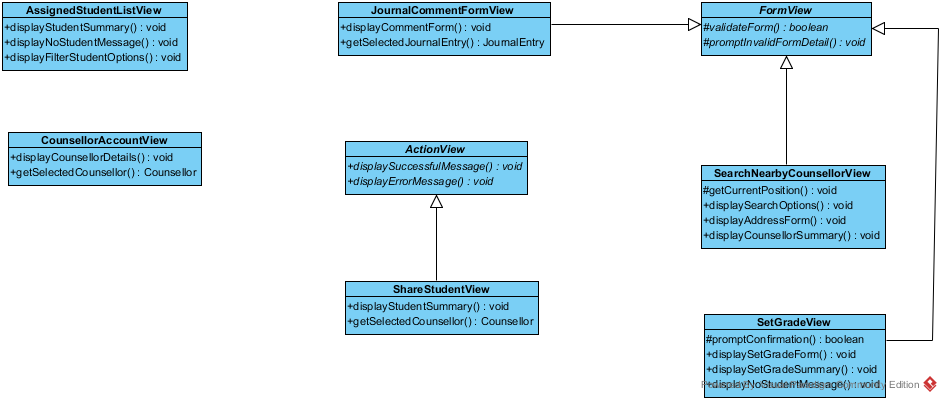 AssignedStudentListView
+displayStudentSummary() : void
+displayNoStudentMessage() : void
+displayFilterStudentOptions() : void
JournalCommentFormView
+displayCommentForm() : void
+getSelectedJournalEntry() : JournalEntry
FormView
#validateForm() : boolean
#promptInvalidFormDetail() : void
CounsellorAccountView
+displayCounsellorDetails() : void
+getSelectedCounsellor() : Counsellor
ActionView
+displaySuccessfulMessage() : void
+displayErrorMessage() : void
SearchNearbyCounsellorView
#getCurrentPosition() : void
+displaySearchOptions() : void
+displayAddressForm() : void
+displayCounsellorSummary() : void
ShareStudentView
+displayStudentSummary() : void
+getSelectedCounsellor() : Counsellor
SetGradeView
#promptConfirmation() : boolean
+displaySetGradeForm() : void
+displaySetGradeSummary() : void
+displayNoStudentMessage() : void
Edition